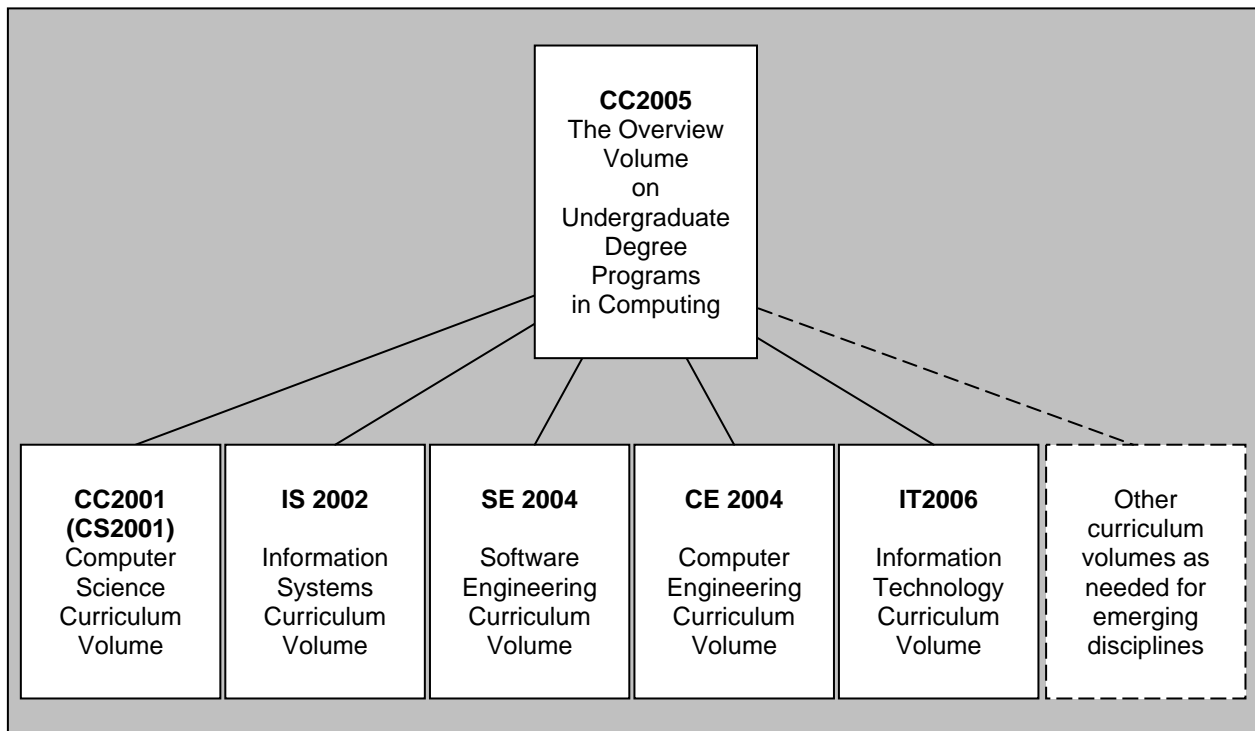 CC2005
The Overview
Volume
on
Undergraduate
Degree
Programs
in Computing
CC2001
(CS2001)
Computer
Science
Curriculum
Volume
IS 2002
Information
Systems
Curriculum
Volume
SE 2004
Software
Engineering
Curriculum
Volume
CE 2004
Computer
Engineering
Curriculum
Volume
IT2006
Information
Technology
Curriculum
Volume
Other
curriculum
volumes as
needed for
emerging
disciplines